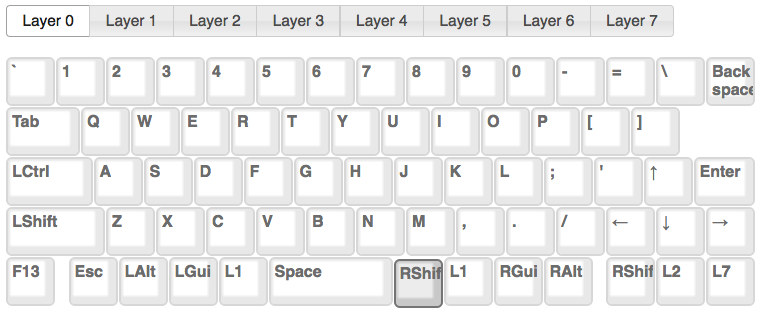 Layer 0 Layer 1 Layer 2 Layer 3 Layer 4 Layer 5 Layer 6 Layer 7
` 1 2 3 4 5 6 7 8 9 0 - = \ Back
space
Tab Q W E R T Y U I O P [ ]
LCtrl A S D F G H J K L ; ' ↑ Enter
LShift Z X C V B N M , . / ← ↓ →
F13 Esc LAlt LGui L1 Space RShif L1 RGui RAlt RShif L2 L7